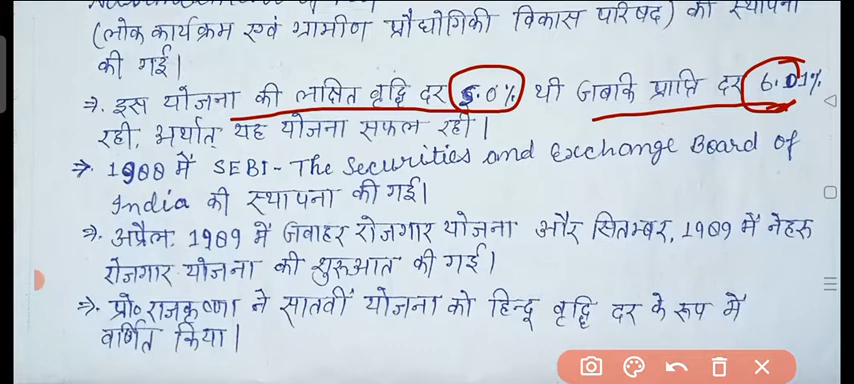 (लोक कार्यक्रम एवं ग्रामीण प्रौद्योगिकी विकास परिषद) की स्थापना
की गई।
⇒. इस योजना की लक्षित वृद्धि दर 5.0% थी जबकि प्राप्ति दर 6.01%
रही, अर्थात् यह योजना सफल रही।
⇒ 1988 में SEBI - The Securities and Exchange Board of
India की स्थापना की गई।
⇒. अप्रैल. 1989 में जवाहर रोजगार योजना और सितम्बर, 1989 में नेहरू
रोजगार योजना की शुरुआत की गई।
⇒ प्रो० राजकृष्णा ने सातवीं योजना को हिन्दू वृद्धि दर के रूप में
वर्णित किया।